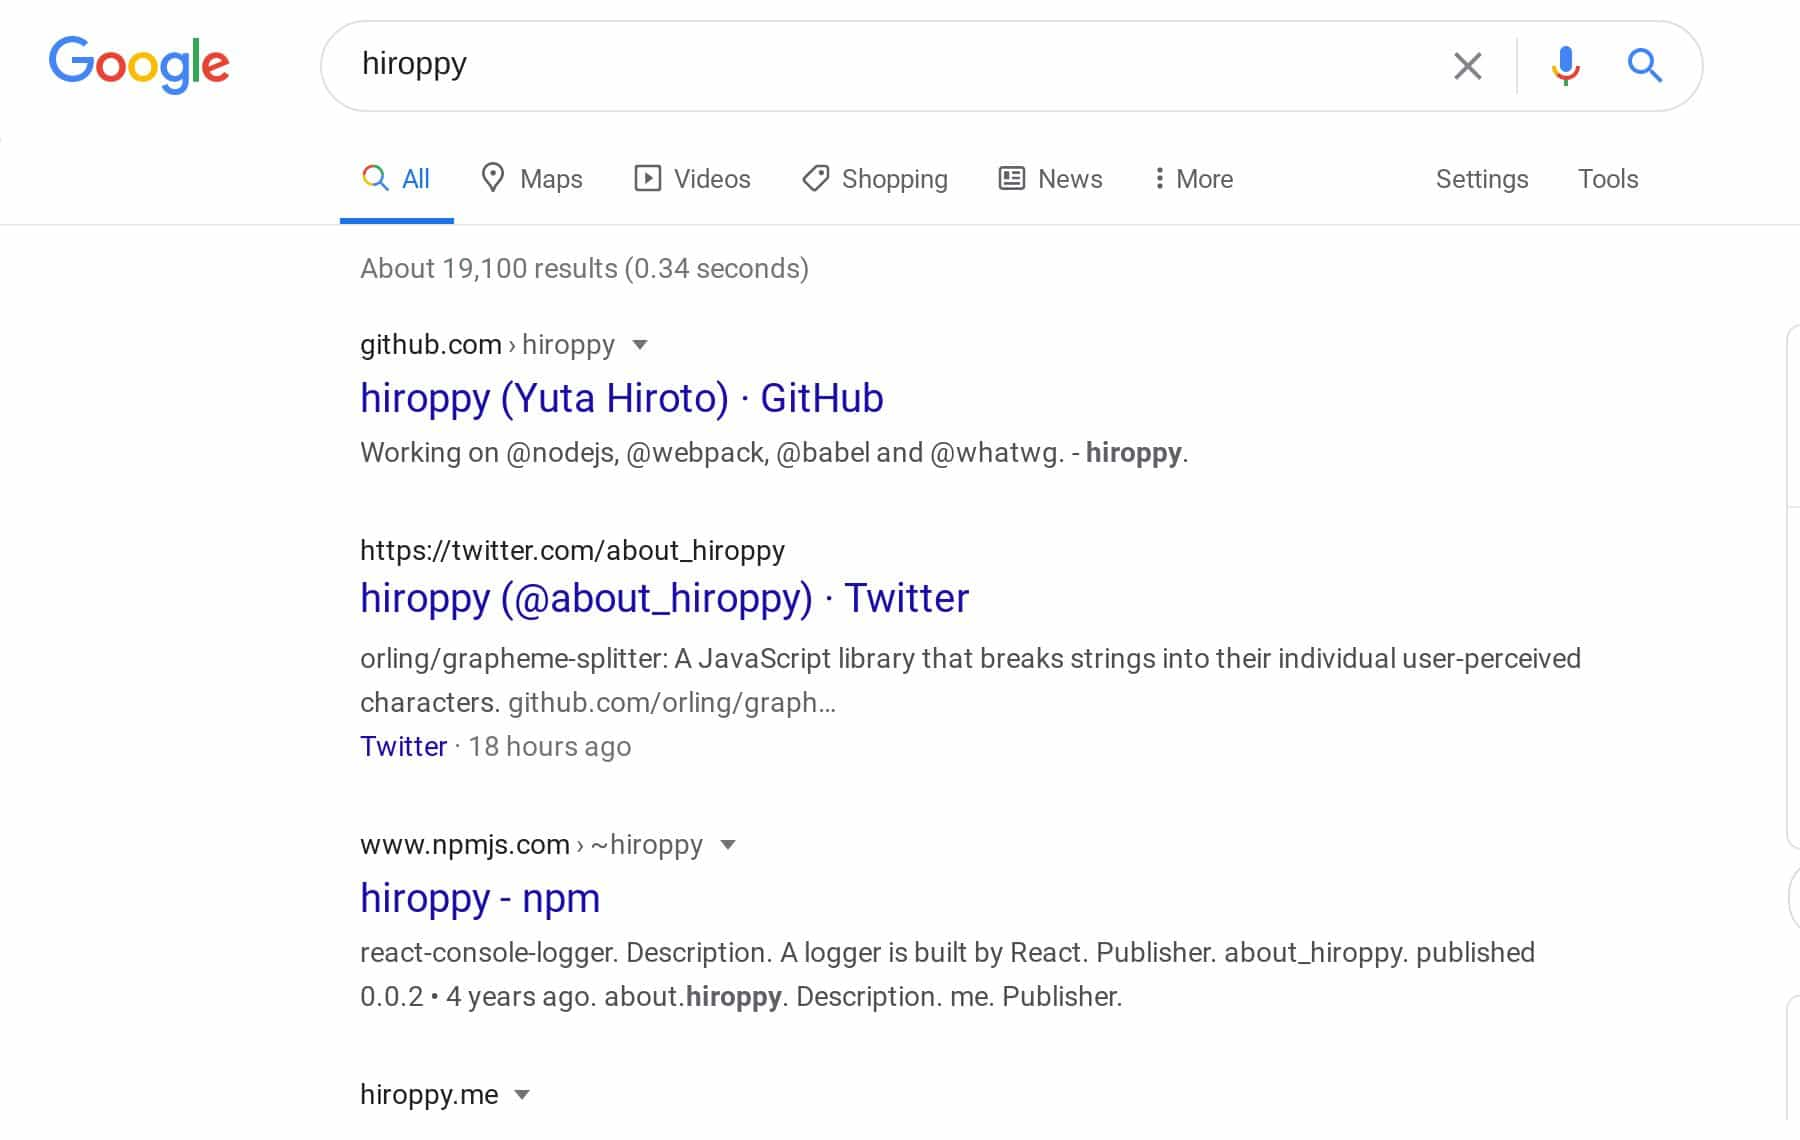 Google
hiroppy
All Maps Videos Shopping News More Settings Tools
About 19,100 results (0.34 seconds)
github.com › hiroppy
hiroppy (Yuta Hiroto) · GitHub
Working on @nodejs, @webpack, @babel and @whatwg. - hiroppy.
https://twitter.com/about_hiroppy
hiroppy (@about_hiroppy) · Twitter
orling/grapheme-splitter: A JavaScript library that breaks strings into their individual user-perceived
characters. github.com/orling/graph…
Twitter · 18 hours ago
www.npmjs.com › ~hiroppy
hiroppy - npm
react-console-logger. Description. A logger is built by React. Publisher. about_hiroppy. published
0.0.2 • 4 years ago. about.hiroppy. Description. me. Publisher.
hiroppy.me